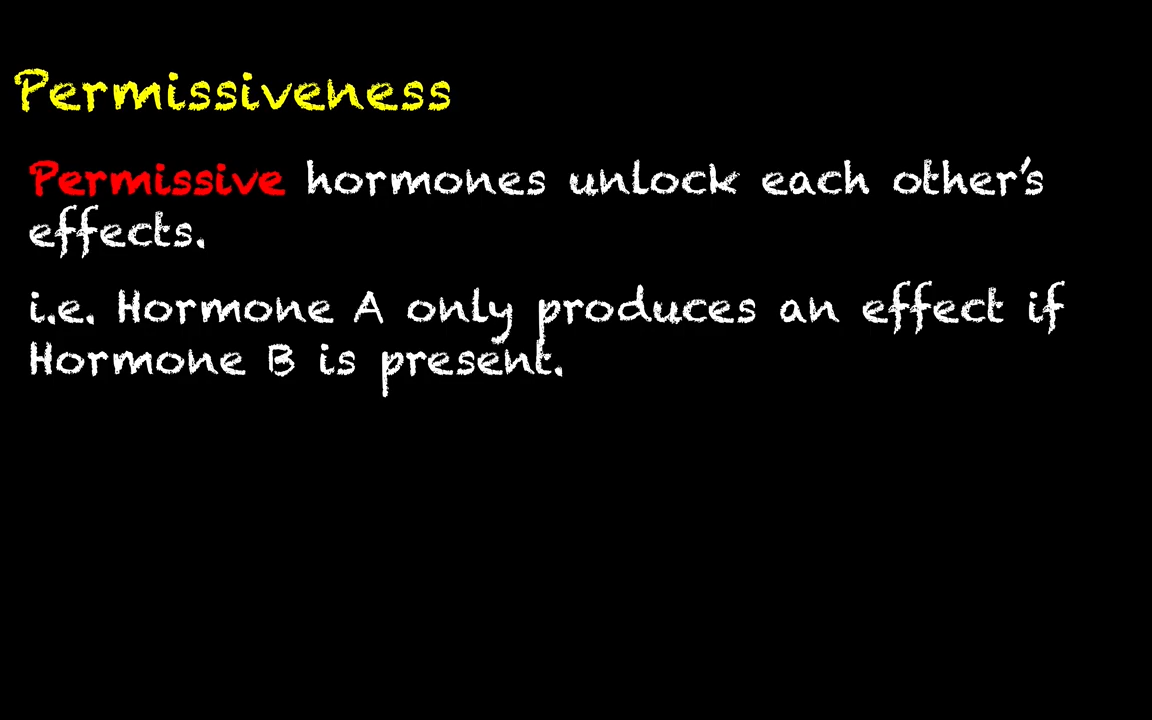 Permissiveness
Permissive hormones unlock each other’s
effects.
i.e. Hormone A only produces an effect if
Hormone B is present.